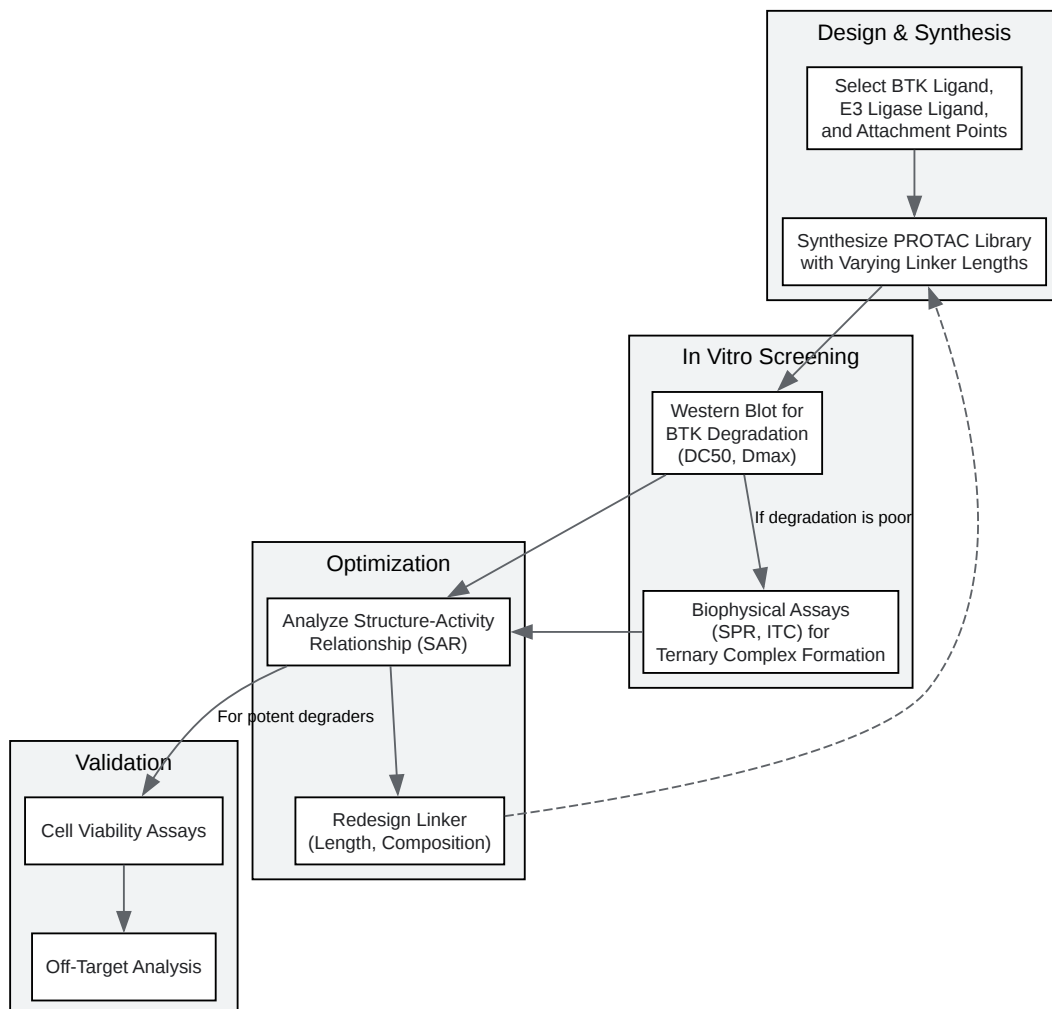 Design & Synthesis
Select BTK Ligand,
E3 Ligase Ligand,
and Attachment Points
Synthesize PROTAC Library
with Varying Linker Lengths
In Vitro Screening
Western Blot for
BTK Degradation
(DC50, Dmax)
If degradation is poor
Biophysical Assays
(SPR, ITC) for
Ternary Complex Formation
Optimization
Analyze Structure-Activity
Relationship (SAR)
For potent degraders
Redesign Linker
(Length, Composition)
Validation
Cell Viability Assays
Off-Target Analysis